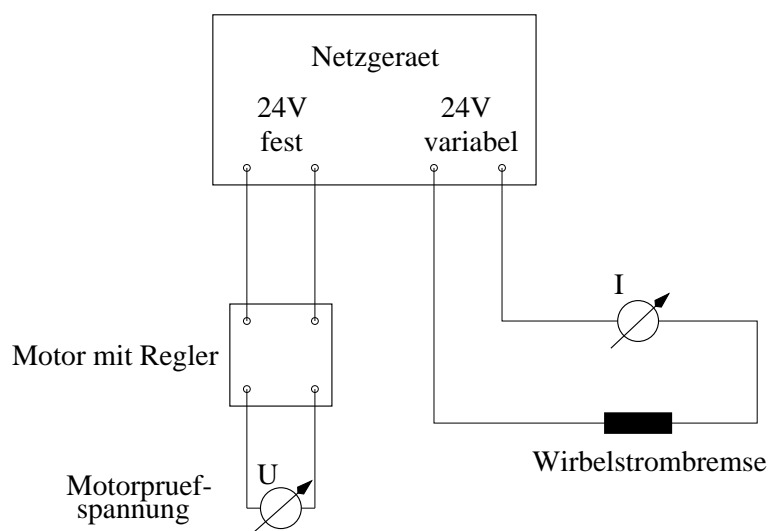 Netzgeraet
24V
fest
24V
variabel
I
Motor mit Regler
U
Motorpruef-
spannung
Wirbelstrombremse